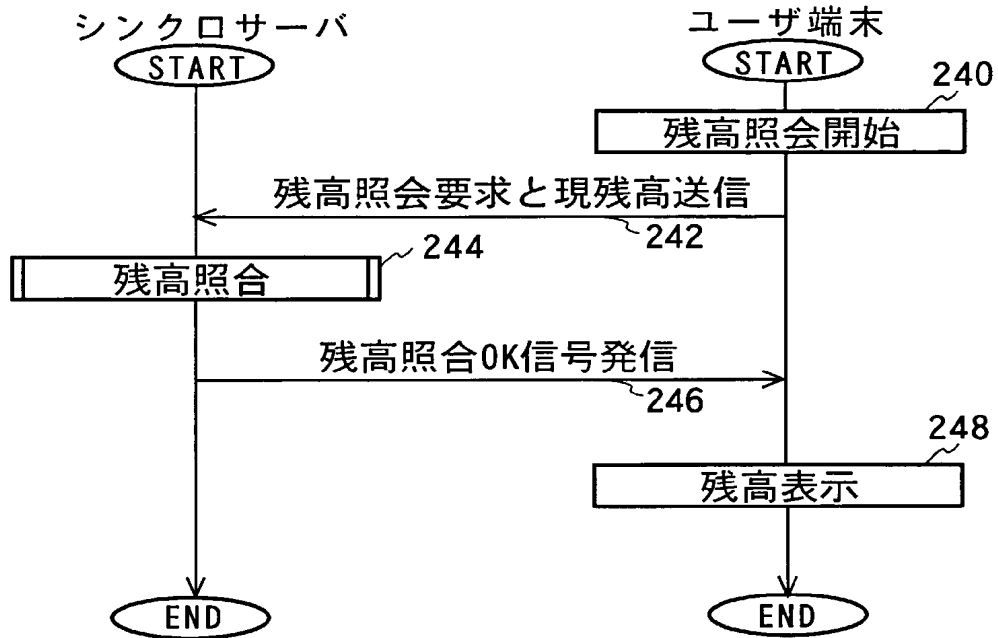 シンクロサーバ
ユーザ端末
START
START
240
残高照会開始
残高照会要求と現残高送信
242
244
残高照合
残高照合OK信号発信
246
248
残高表示
END
END